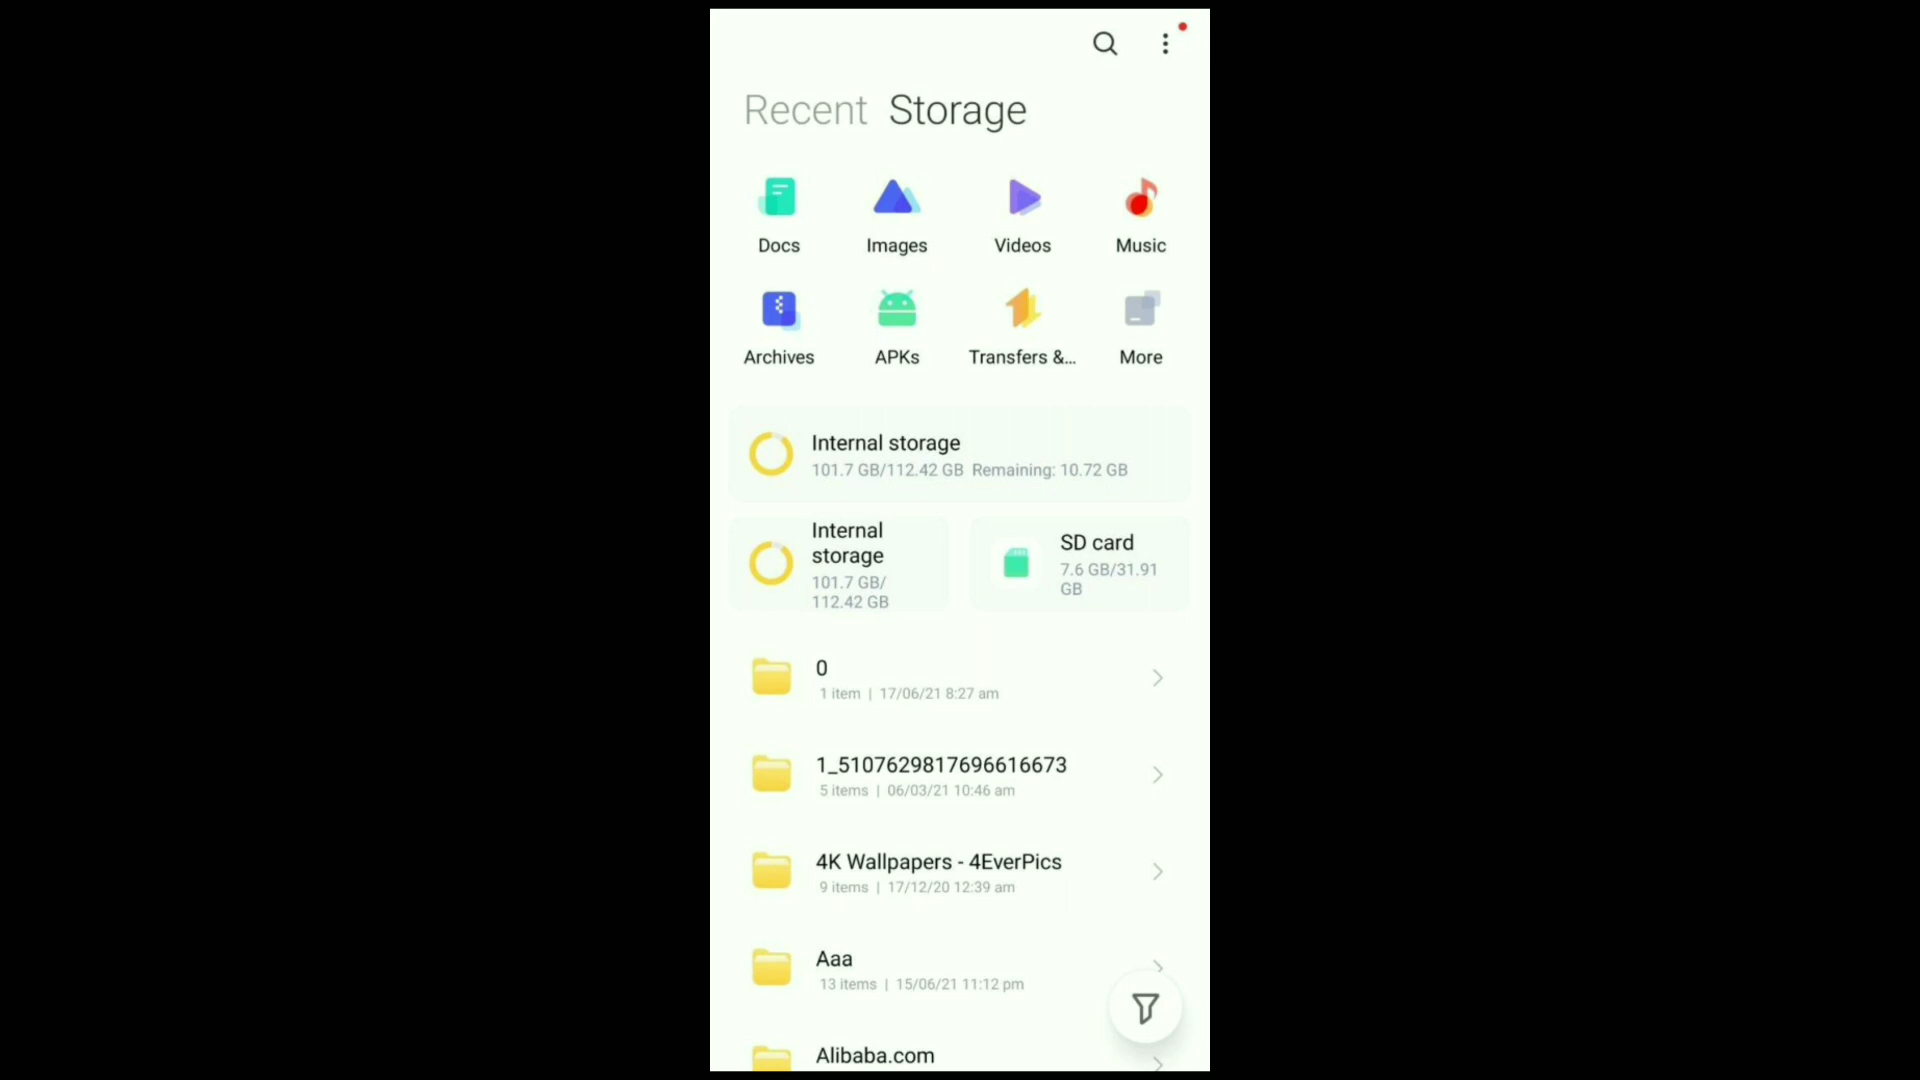 Recent Storage
Docs Images Videos Music
Archives APKs Transfers &... More
Internal storage
101.7 GB/112.42 GB Remaining: 10.72 GB
Internal
storage
101.7 GB/
112.42 GB
SD card
7.6 GB/31.91
GB
0
1 item | 17/06/21 8:27 am
1_5107629817696616673
5 items | 06/03/21 10:46 am
4K Wallpapers - 4EverPics
9 items | 17/12/20 12:39 am
Aaa
13 items | 15/06/21 11:12 pm
Alibaba.com